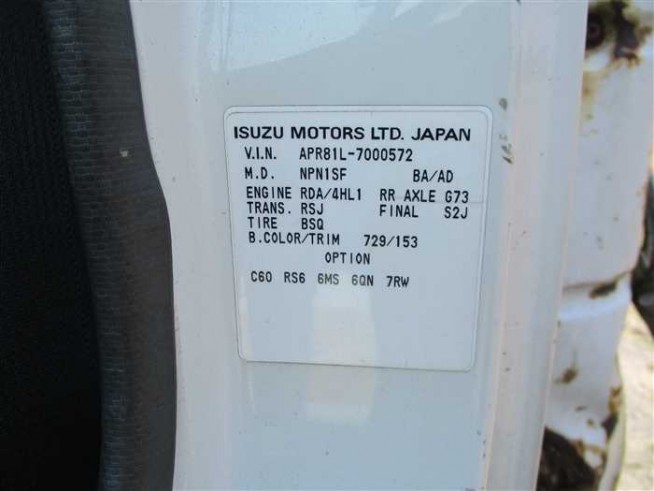 ISUZU MOTORS LTD. JAPAN
V.I.N. APR81L-7000572
M.D. NPN1SF BA/AD
ENGINE RDA/4HL1 RR AXLE G73
TRANS. RSJ FINAL S2J
TIRE BSQ
B.COLOR/TRIM 729/153
OPTION
C60 RS6 6MS 6QN 7RW